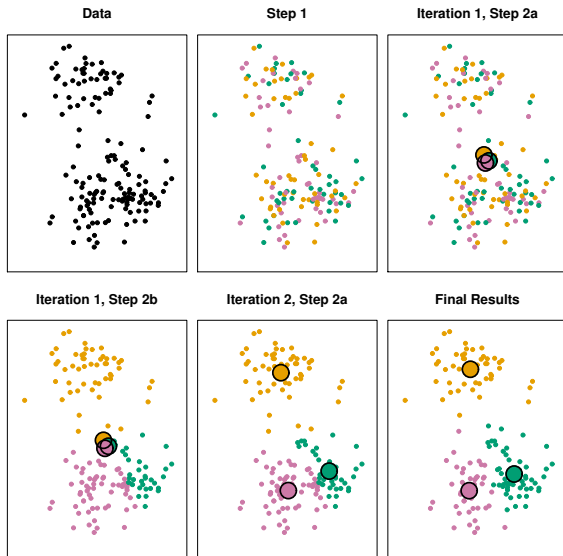 Data
Step 1
Iteration 1, Step 2a
Iteration 1, Step 2b
Iteration 2, Step 2a
Final Results